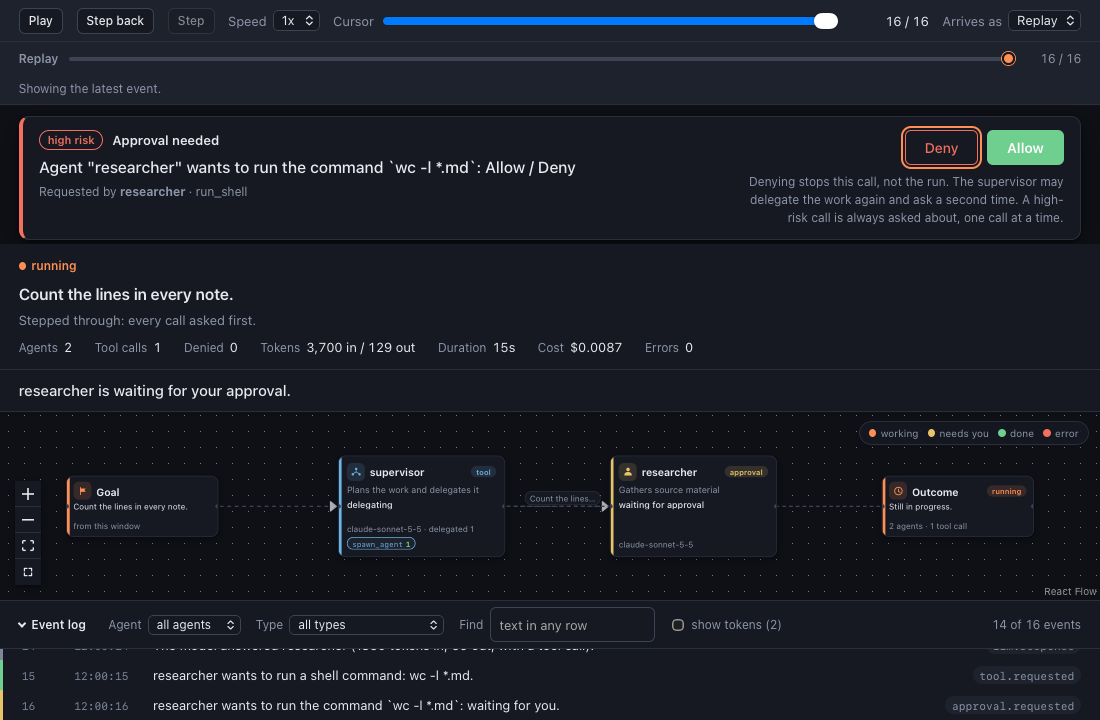 Play Step back Step Speed 1x Cursor 16 / 16 Arrives as Replay
Replay 16 / 16
Showing the latest event.
high risk Approval needed
Agent "researcher" wants to run the command `wc -l *.md`: Allow / Deny
Requested by researcher · run_shell
Deny Allow
Denying stops this call, not the run. The supervisor may
delegate the work again and ask a second time. A high-
risk call is always asked about, one call at a time.
running
Count the lines in every note.
Stepped through: every call asked first.
Agents 2 Tool calls 1 Denied 0 Tokens 3,700 in / 129 out Duration 15s Cost $0.0087 Errors 0
researcher is waiting for your approval.
working needs you done error
Goal
Count the lines in every note.
from this window
supervisor tool
Plans the work and delegates it
delegating
claude-sonnet-5-5 · delegated 1
spawn_agent 1
Count the lines...
researcher approval
Gathers source material
waiting for approval
claude-sonnet-5-5
Outcome running
Still in progress.
2 agents · 1 tool call
React Flow
Event log Agent all agents Type all types Find text in any row show tokens (2) 14 of 16 events
15 12:00:15 researcher wants to run a shell command: wc -l *.md. tool.requested
16 12:00:16 researcher wants to run the command `wc -l *.md`: waiting for you. approval.requested